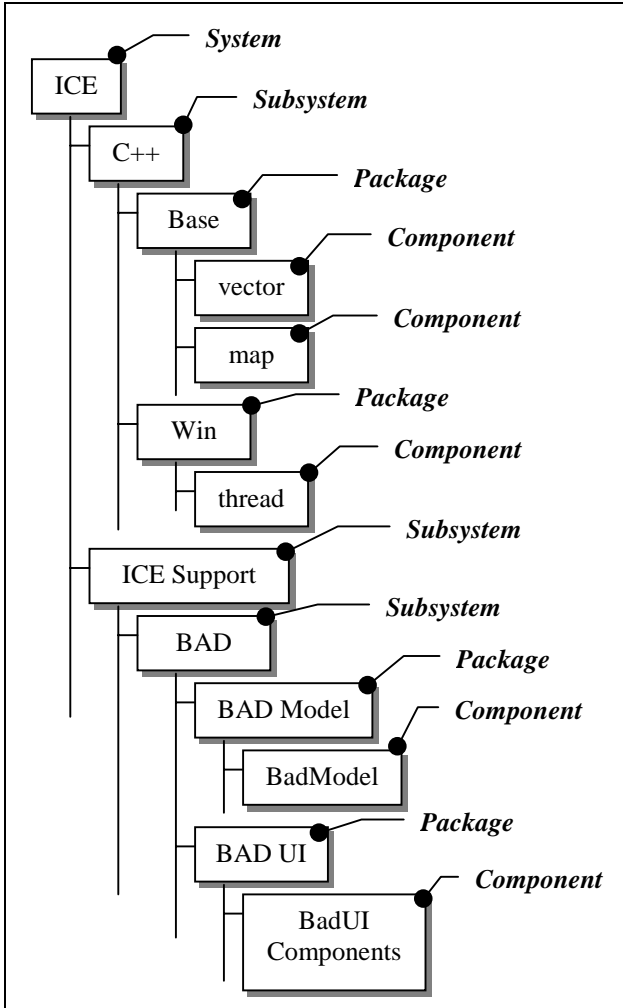 System
ICE
Subsystem
C++
Package
Base
Component
vector
Component
map
Package
Win
Component
thread
Subsystem
ICE Support
Subsystem
BAD
Package
BAD Model
Component
BadModel
Package
BAD UI
Component
BadUI
Components